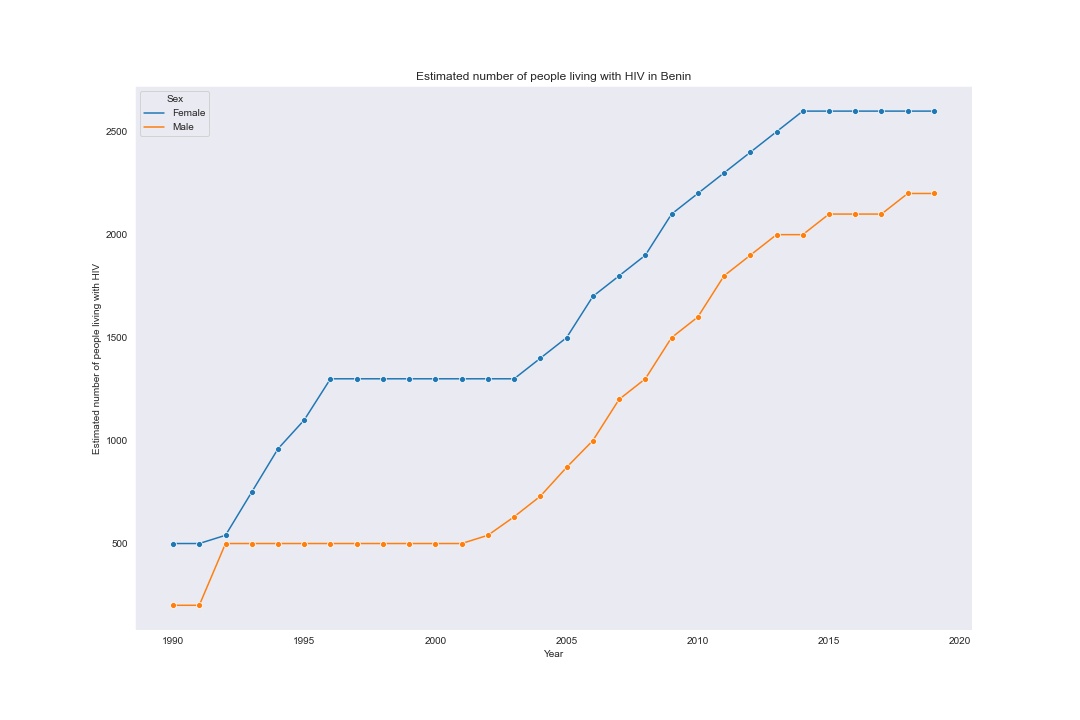 Estimated number of people living with HIV in Benin
Sex
Female
Male
Estimated number of people living with HIV
2500
2000
1500
1000
500
1990
1995
2000
2005
2010
2015
2020
Year